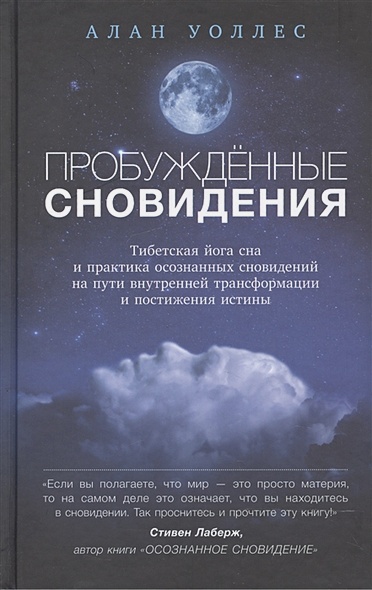 АЛАН УОЛЛЕС
ПРОБУЖДЁННЫЕ
СНОВИДЕНИЯ
Тибетская йога сна
и практика осознанных сновидений
на пути внутренней трансформации
и постижения истины
«Если вы полагаете, что мир — это просто материя,
то на самом деле это означает, что вы находитесь
в сновидении. Так проснитесь и прочтите эту книгу!»
Стивен Лаберж,
автор книги «ОСОЗНАННОЕ СНОВИДЕНИЕ»